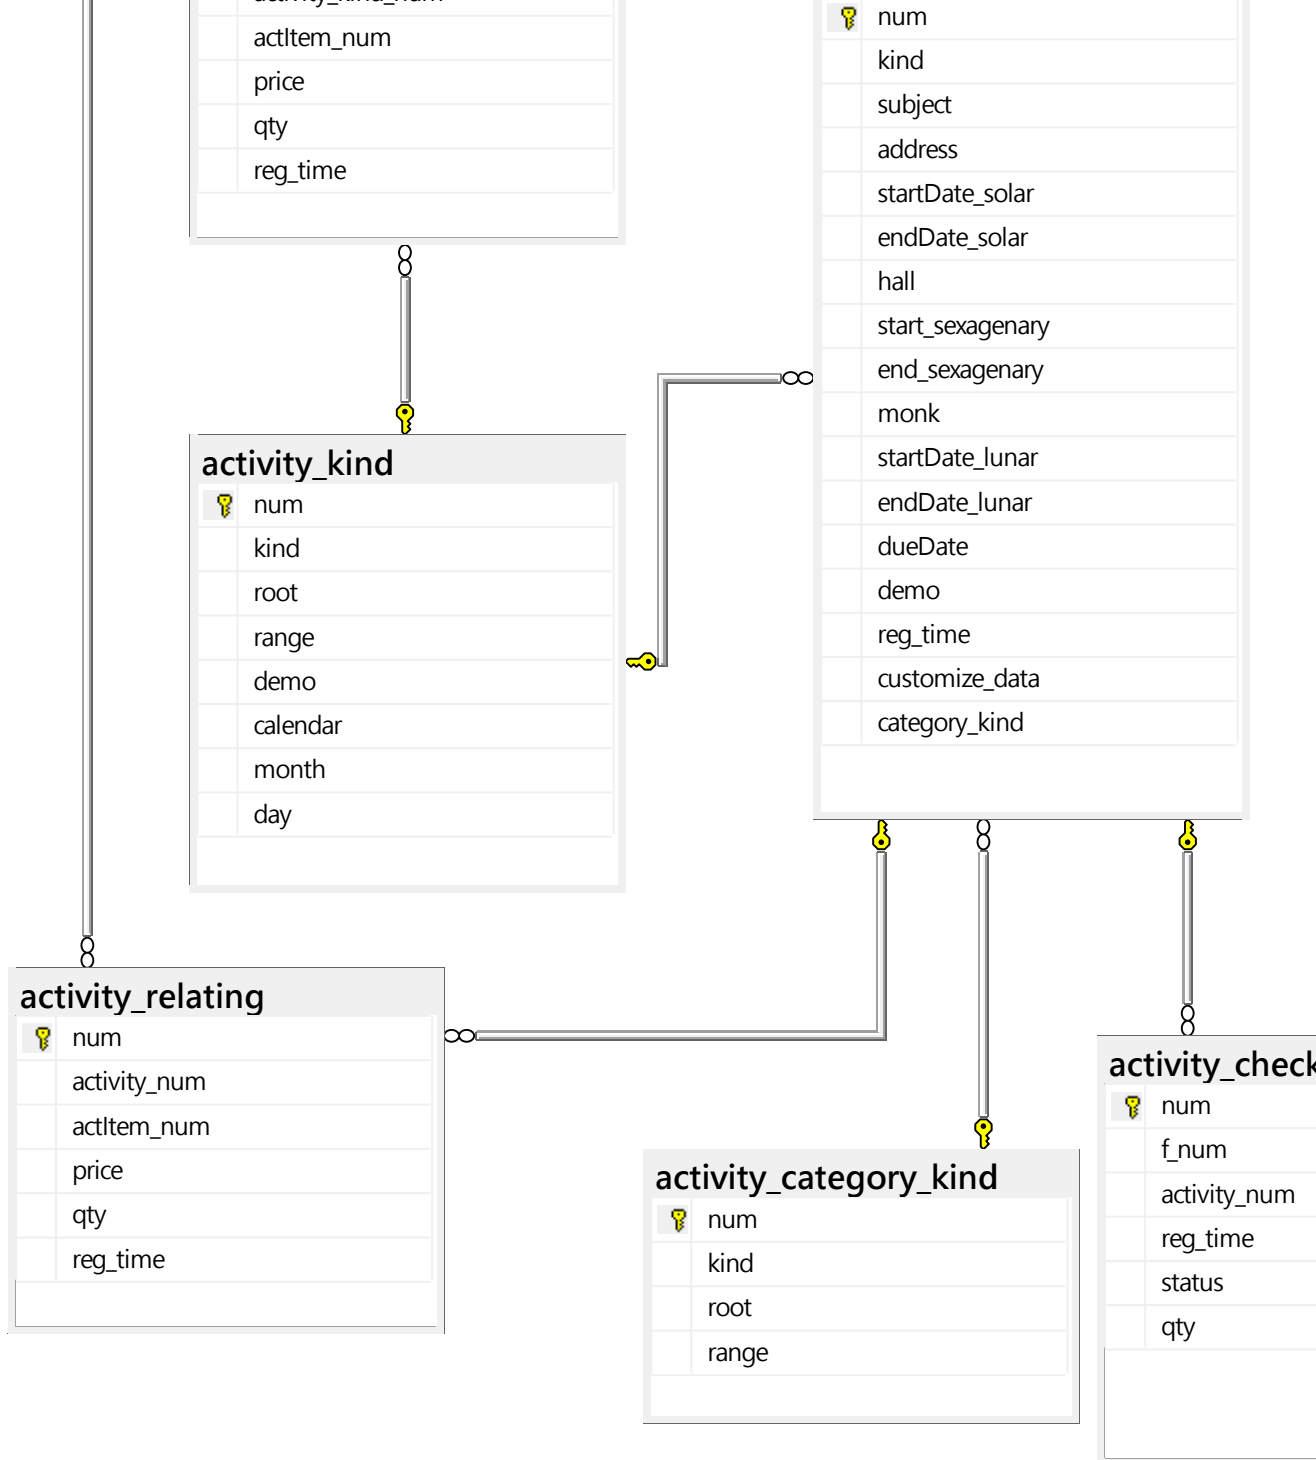 actItem_num
price
qty
reg_time
num
kind
subject
address
startDate_solar
endDate_solar
hall
start_sexagenary
end_sexagenary
monk
startDate_lunar
endDate_lunar
dueDate
demo
reg_time
customize_data
category_kind
activity_kind
num
kind
root
range
demo
calendar
month
day
activity_relating
num
activity_num
actItem_num
price
qty
reg_time
activity_category_kind
num
kind
root
range
activity_check
num
f_num
activity_num
reg_time
status
qty